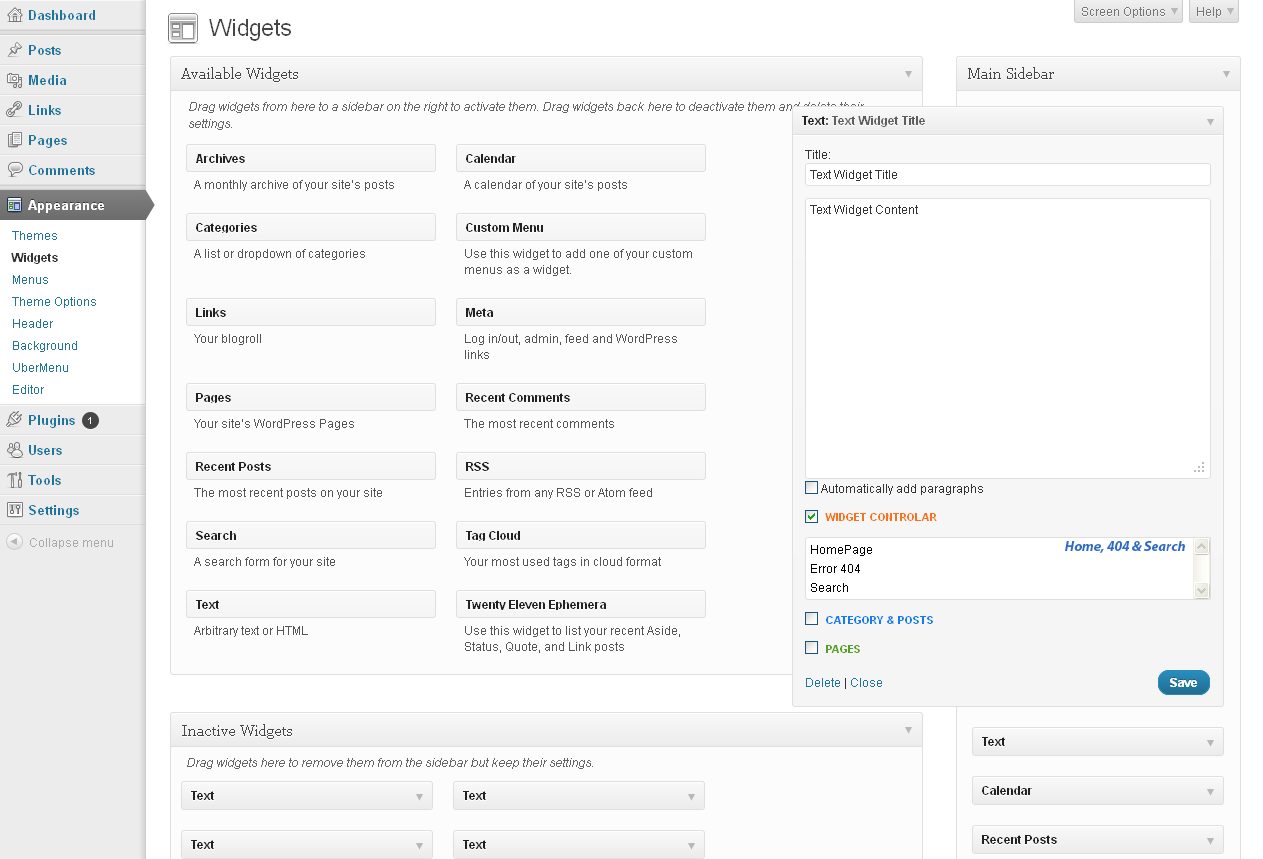 Dashboard
Posts
Media
Links
Pages
Comments
Appearance
Themes
Widgets
Menus
Theme Options
Header
Background
UberMenu
Editor
Plugins 1
Users
Tools
Settings
Collapse menu
Screen Options
Help
Widgets
Available Widgets
Drag widgets from here to a sidebar on the right to activate them. Drag widgets back here to deactivate them and delete their
settings.
Archives
A monthly archive of your site's posts
Calendar
A calendar of your site's posts
Categories
A list or dropdown of categories
Custom Menu
Use this widget to add one of your custom
menus as a widget.
Links
Your blogroll
Meta
Log in/out, admin, feed and WordPress
links
Pages
Your site's WordPress Pages
Recent Comments
The most recent comments
Recent Posts
The most recent posts on your site
RSS
Entries from any RSS or Atom feed
Search
A search form for your site
Tag Cloud
Your most used tags in cloud format
Text
Arbitrary text or HTML
Twenty Eleven Ephemera
Use this widget to list your recent Aside,
Status, Quote, and Link posts
Inactive Widgets
Drag widgets here to remove them from the sidebar but keep their settings.
Text
Text
Text
Text
Main Sidebar
Text: Text Widget Title
Title:
Text Widget Title
Text Widget Content
Automatically add paragraphs
WIDGET CONTROLAR
HomePage
Home, 404 & Search
Error 404
Search
CATEGORY & POSTS
PAGES
Delete | Close
Save
Text
Calendar
Recent Posts